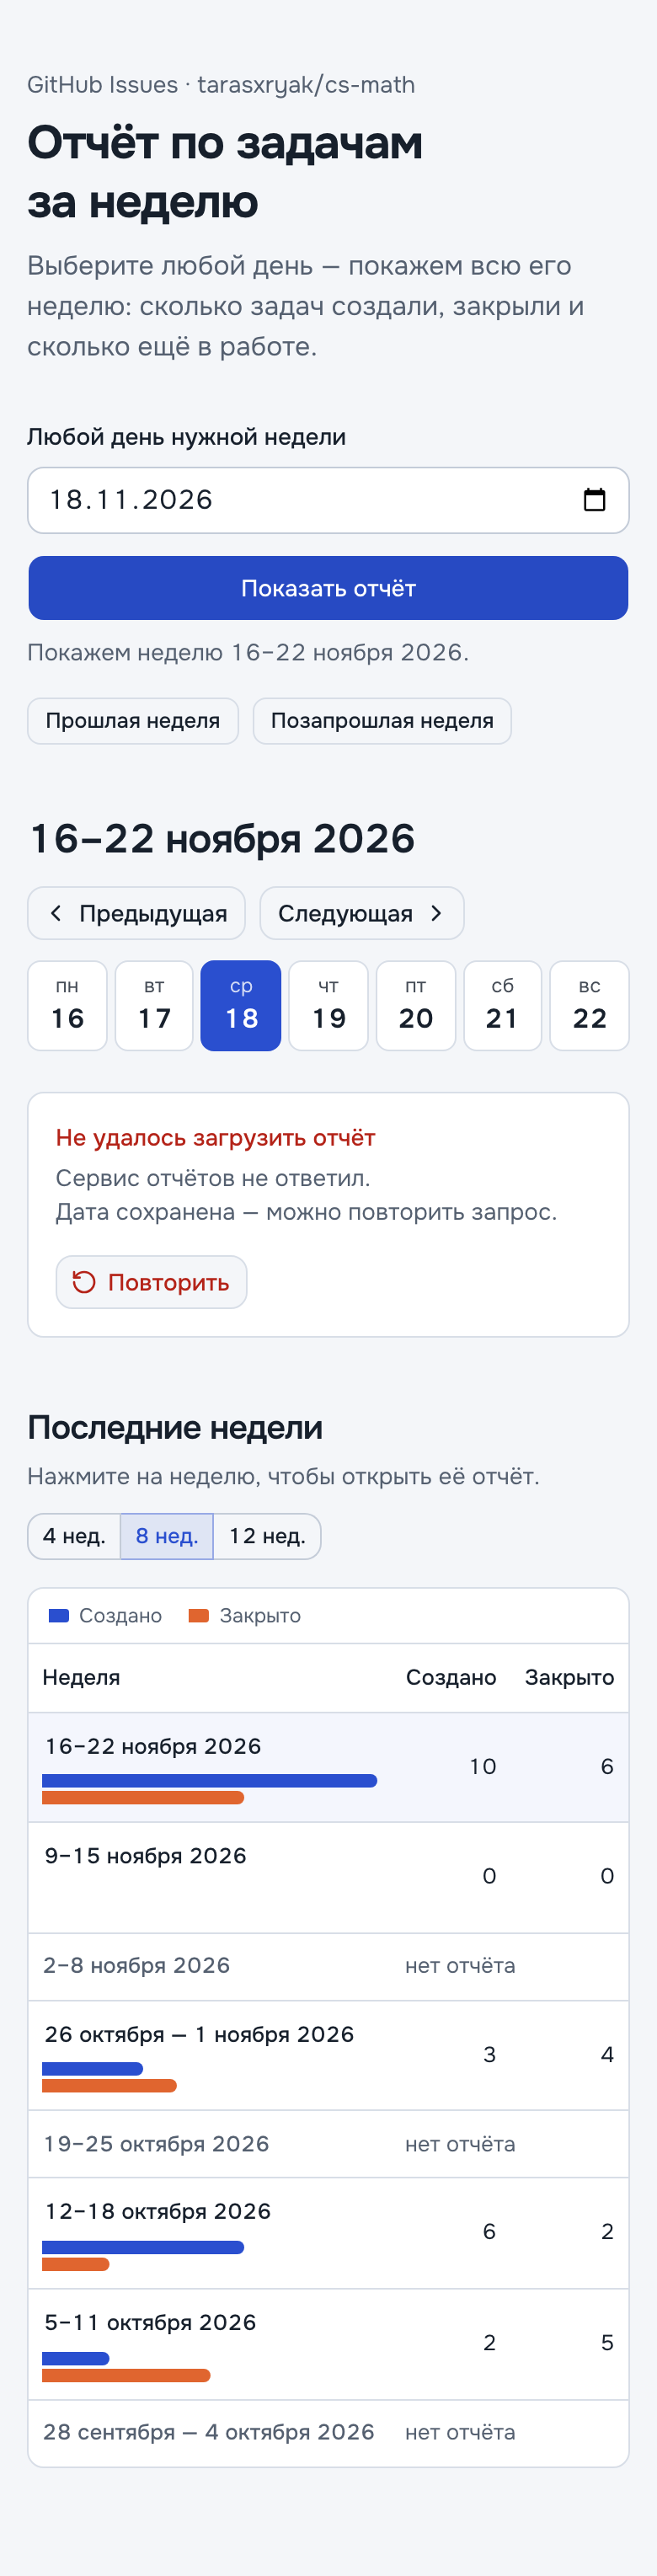 GitHub Issues · tarasxryak/cs-math
Отчёт по задачам
за неделю
Выберите любой день — покажем всю его
неделю: сколько задач создали, закрыли и
сколько ещё в работе.
Любой день нужной недели
18.11.2026
Показать отчёт
Покажем неделю 16–22 ноября 2026.
Прошлая неделя Позапрошлая неделя
16–22 ноября 2026
Предыдущая Следующая
пн вт ср чт пт сб вс
16 17 18 19 20 21 22
Не удалось загрузить отчёт
Сервис отчётов не ответил.
Дата сохранена — можно повторить запрос.
Повторить
Последние недели
Нажмите на неделю, чтобы открыть её отчёт.
4 нед. 8 нед. 12 нед.
Создано Закрыто
Неделя Создано Закрыто
16–22 ноября 2026 10 6
9–15 ноября 2026 0 0
2–8 ноября 2026 нет отчёта
26 октября — 1 ноября 2026 3 4
19–25 октября 2026 нет отчёта
12–18 октября 2026 6 2
5–11 октября 2026 2 5
28 сентября — 4 октября 2026 нет отчёта